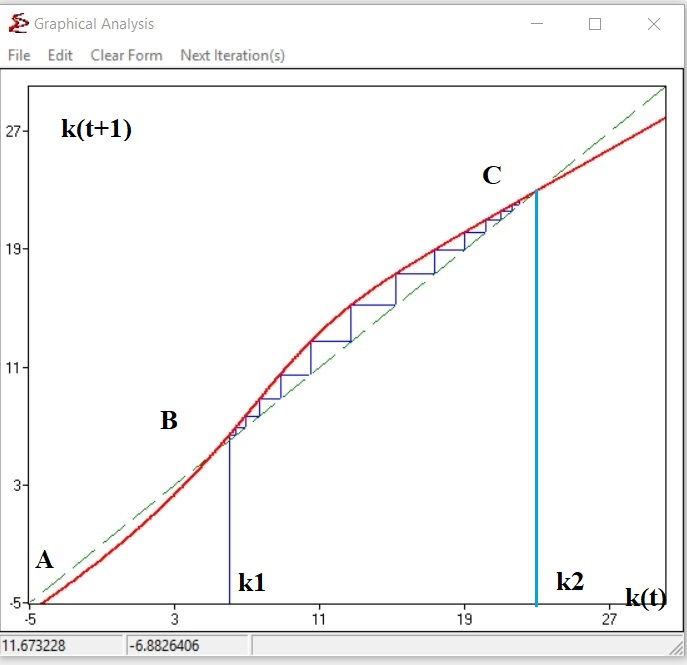 Graphical Analysis
File Edit Clear Form Next Iteration(s)
k(t+1)
27
C
19
11
B
3
A
k1
k2
k(t)
-5
-5 3 11 19 27
11.673228 -6.8826406